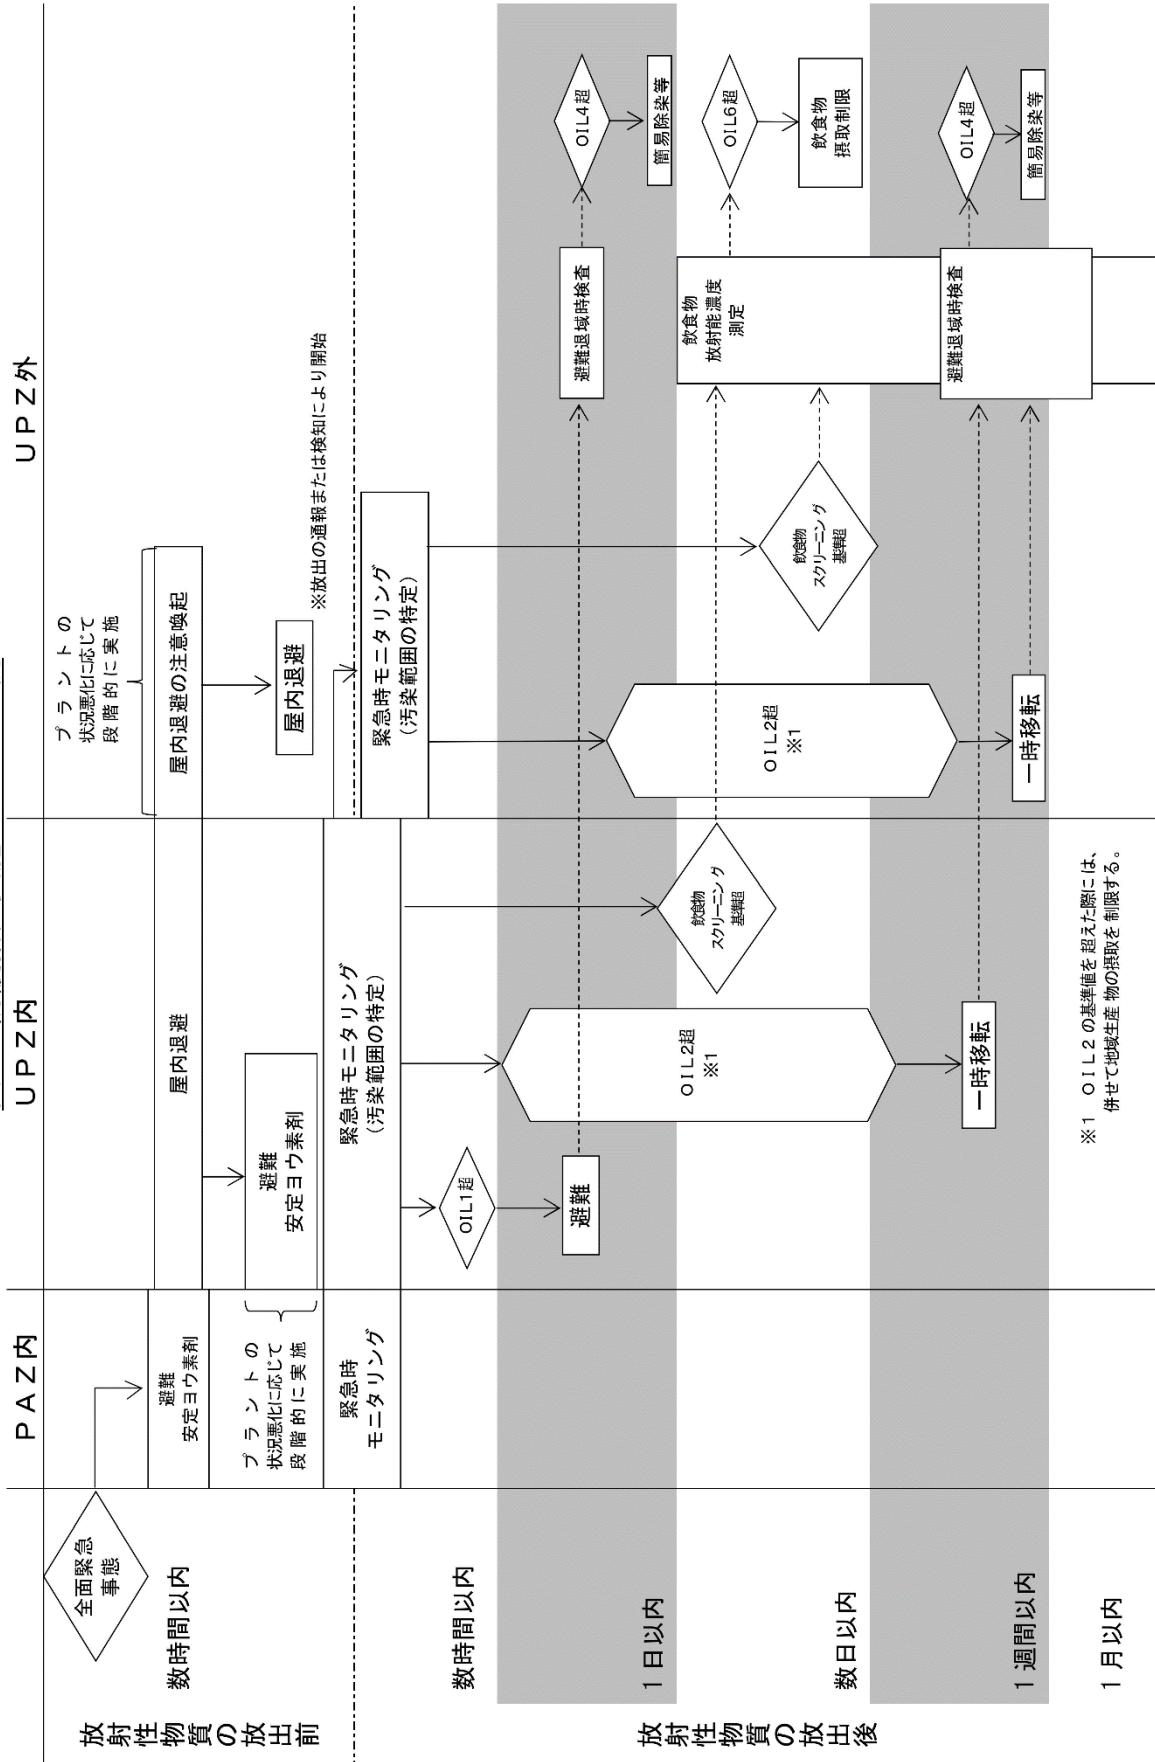 ＰＡＺ内
ＵＰＺ内
ＵＰＺ外
放射性物質の放出前
全面緊急
事態
数時間以内
避難
安定ヨウ素剤
プラントの
状況悪化に応じて
段階的に実施
屋内退避
避難
安定ヨウ素剤
プラントの
状況悪化に応じて
段階的に実施
屋内退避の注意喚起
屋内退避
※放出の通報または検知により開始
放射性物質の放出後
数時間以内
緊急時
モニタリング
緊急時モニタリング
（汚染範囲の特定）
緊急時モニタリング
（汚染範囲の特定）
OIL1超
1日以内
避難
避難退域時検査
OIL4超
簡易除染等
数日以内
ＯＩＬ２超
※1
飲食物
スクリーニング
基準超
ＯＩＬ２超
※1
飲食物
スクリーニング
基準超
飲食物
放射能濃度
測定
OIL6超
飲食物
摂取制限
1週間以内
一時移転
一時移転
避難退域時検査
OIL4超
簡易除染等
1月以内
※１　ＯＩＬ２の基準値を超えた際には、
併せて地域生産物の摂取を制限する。